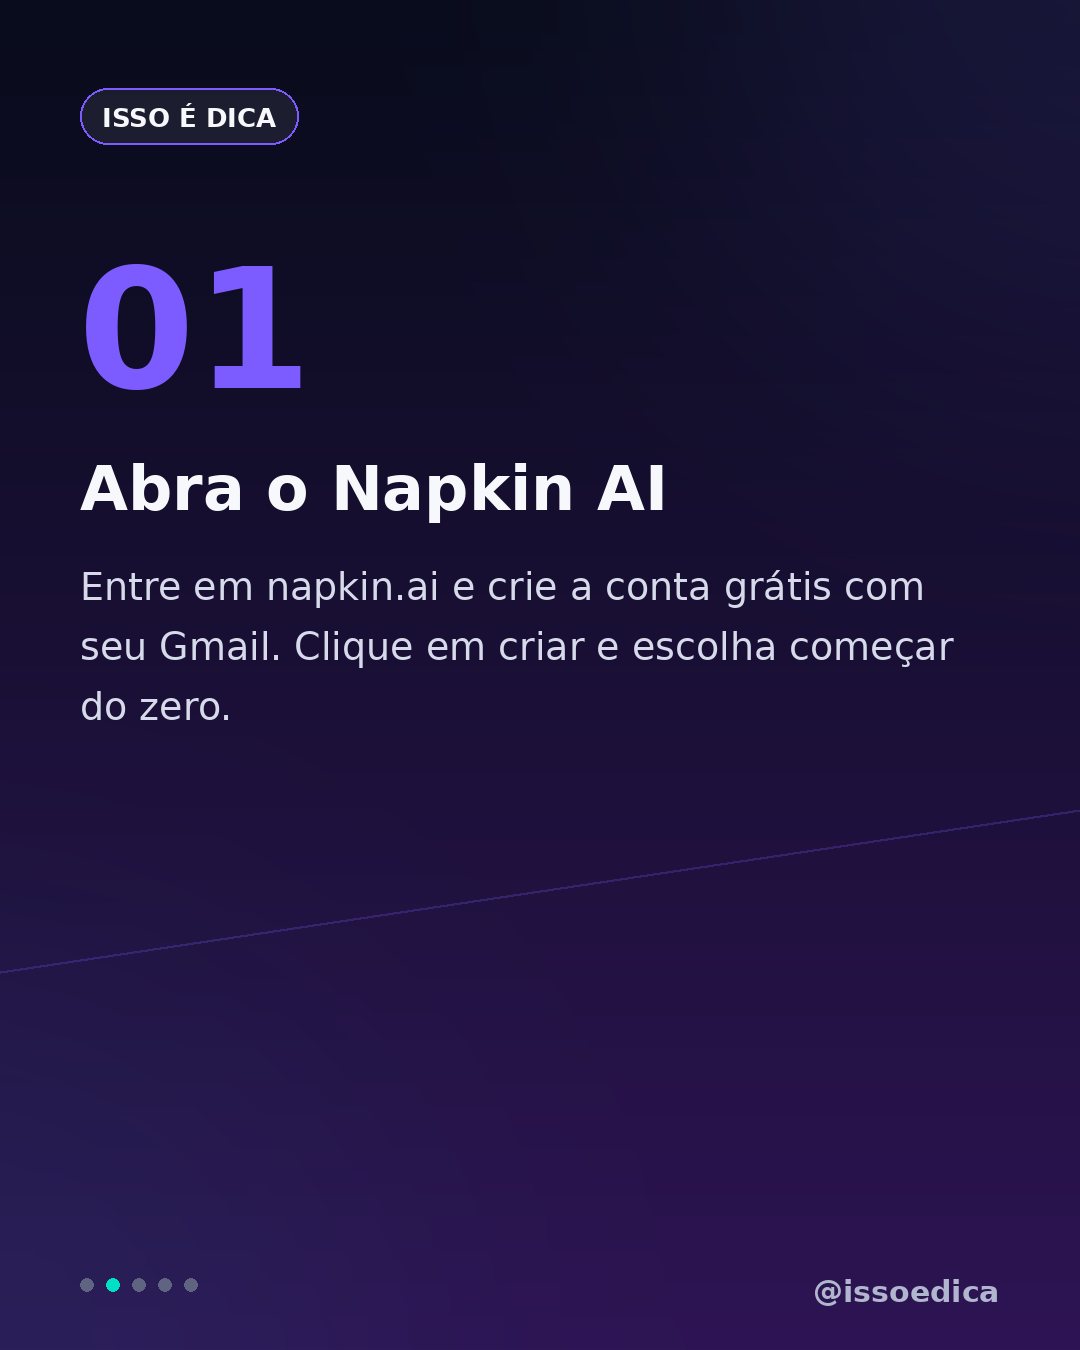 ISSO É DICA
01
Abra o Napkin AI
Entre em napkin.ai e crie a conta grátis com
seu Gmail. Clique em criar e escolha começar
do zero.
@issoedica